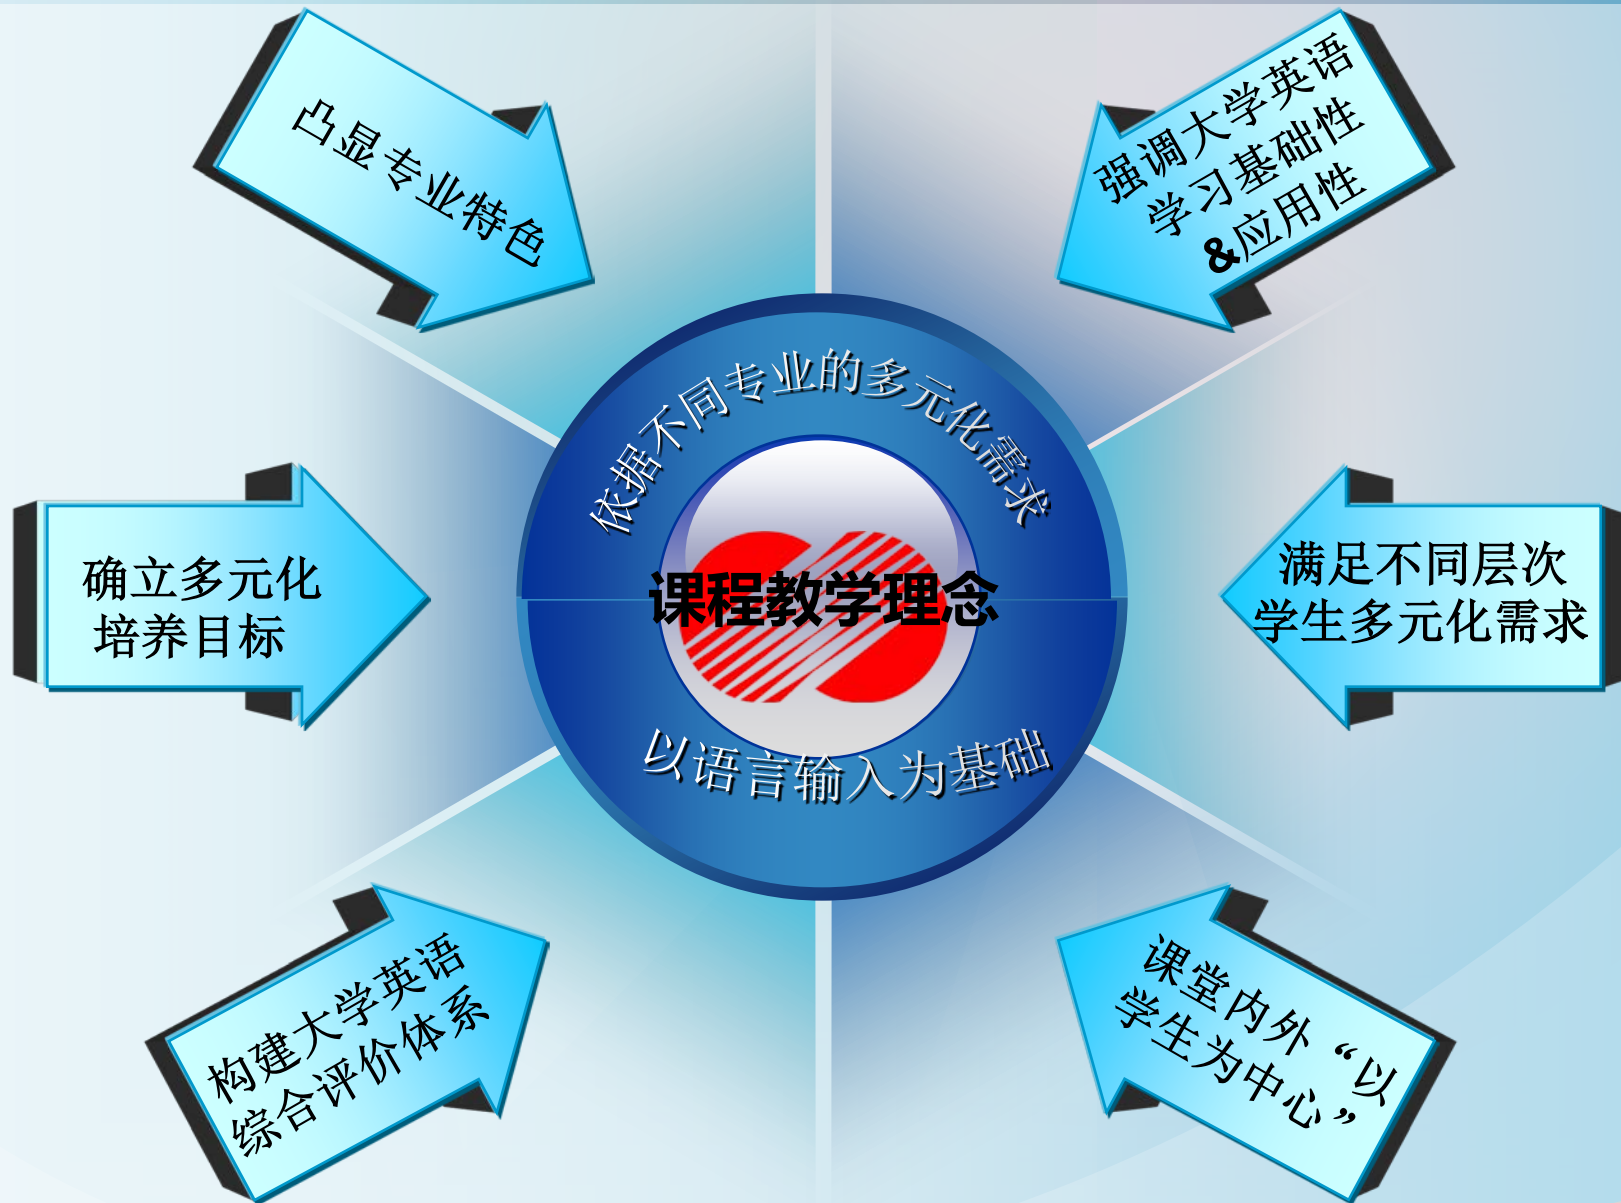 凸显专业特色
强调大学英语
学习基础性
&应用性
依据不同专业的多元化需求
确立多元化
培养目标
课程教学理念
满足不同层次
学生多元化需求
以语言输入为基础
构建大学英语
综合评价体系
课堂内外“以
学生为中心”